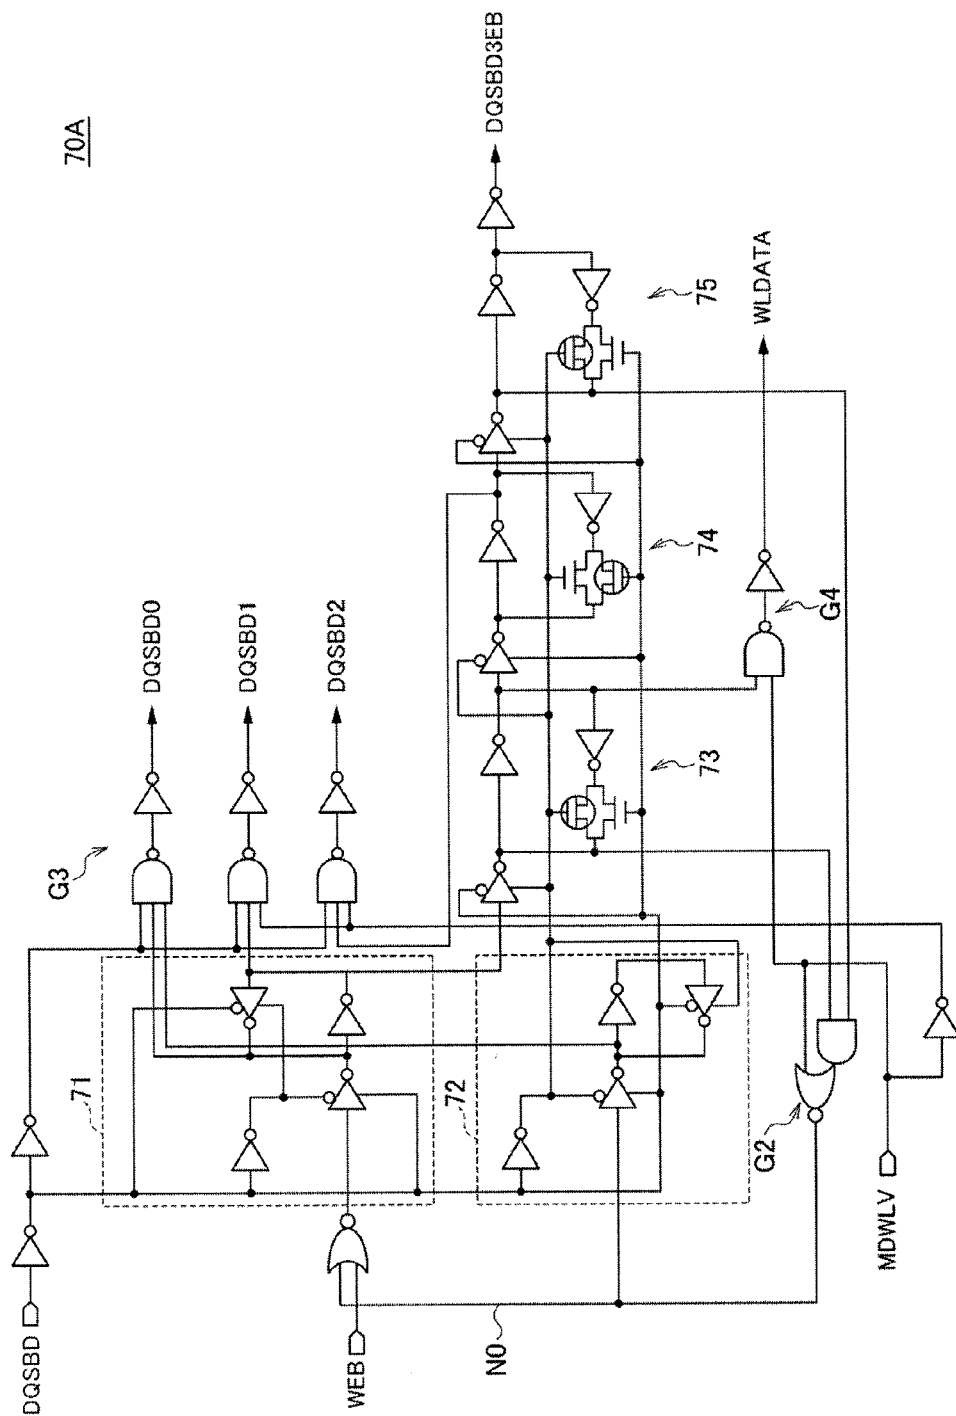 70A
DQSBD
WEB
N0
MDWLV
G2
71
72
G3
DQSBD0
DQSBD1
DQSBD2
73
74
75
G4
DQSBD3EB
WLDATA